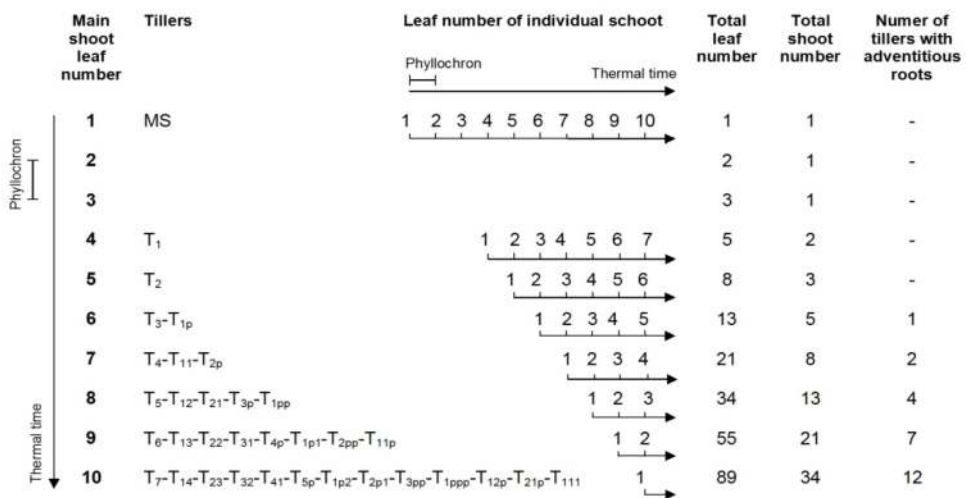 Main shoot leaf number Tillers Leaf number of individual schoot Total leaf number Total shoot number Numer of tillers with adventitious roots
Phyllochron
Thermal time
1 MS 1 2 3 4 5 6 7 8 9 10 1 1 -
2 2 1 -
3 3 1 -
4 T₁ 1 2 3 4 5 6 7 5 2 -
5 T₂ 1 2 3 4 5 6 8 3 -
6 T₃-T₁ₚ 1 2 3 4 5 13 5 1
7 T₄-T₁₁-T₂ₚ 1 2 3 4 21 8 2
8 T₅-T₁₂-T₂₁-T₃ₚ-T₁ₚₚ 1 2 3 34 13 4
9 T₆-T₁₃-T₂₂-T₃₁-T₄ₚ-T₁ₚ₁-T₂ₚₚ-T₁₁ₚ 1 2 55 21 7
10 T₇-T₁₄-T₂₃-T₃₂-T₄₁-T₅ₚ-T₁ₚ₂-T₂ₚ₁-T₃ₚₚ-T₁ₚₚₚ-T₁₂ₚ-T₂₁ₚ-T₁₁₁ 1 89 34 12
Phyllochron
Thermal time